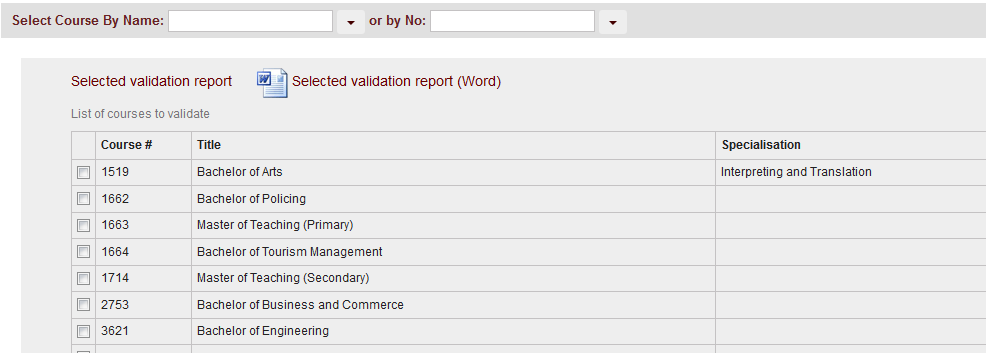 Select Course By Name: or by No:
Selected validation report Selected validation report (Word)
List of courses to validate
Course # Title Specialisation
1519 Bachelor of Arts Interpreting and Translation
1662 Bachelor of Policing
1663 Master of Teaching (Primary)
1664 Bachelor of Tourism Management
1714 Master of Teaching (Secondary)
2753 Bachelor of Business and Commerce
3621 Bachelor of Engineering